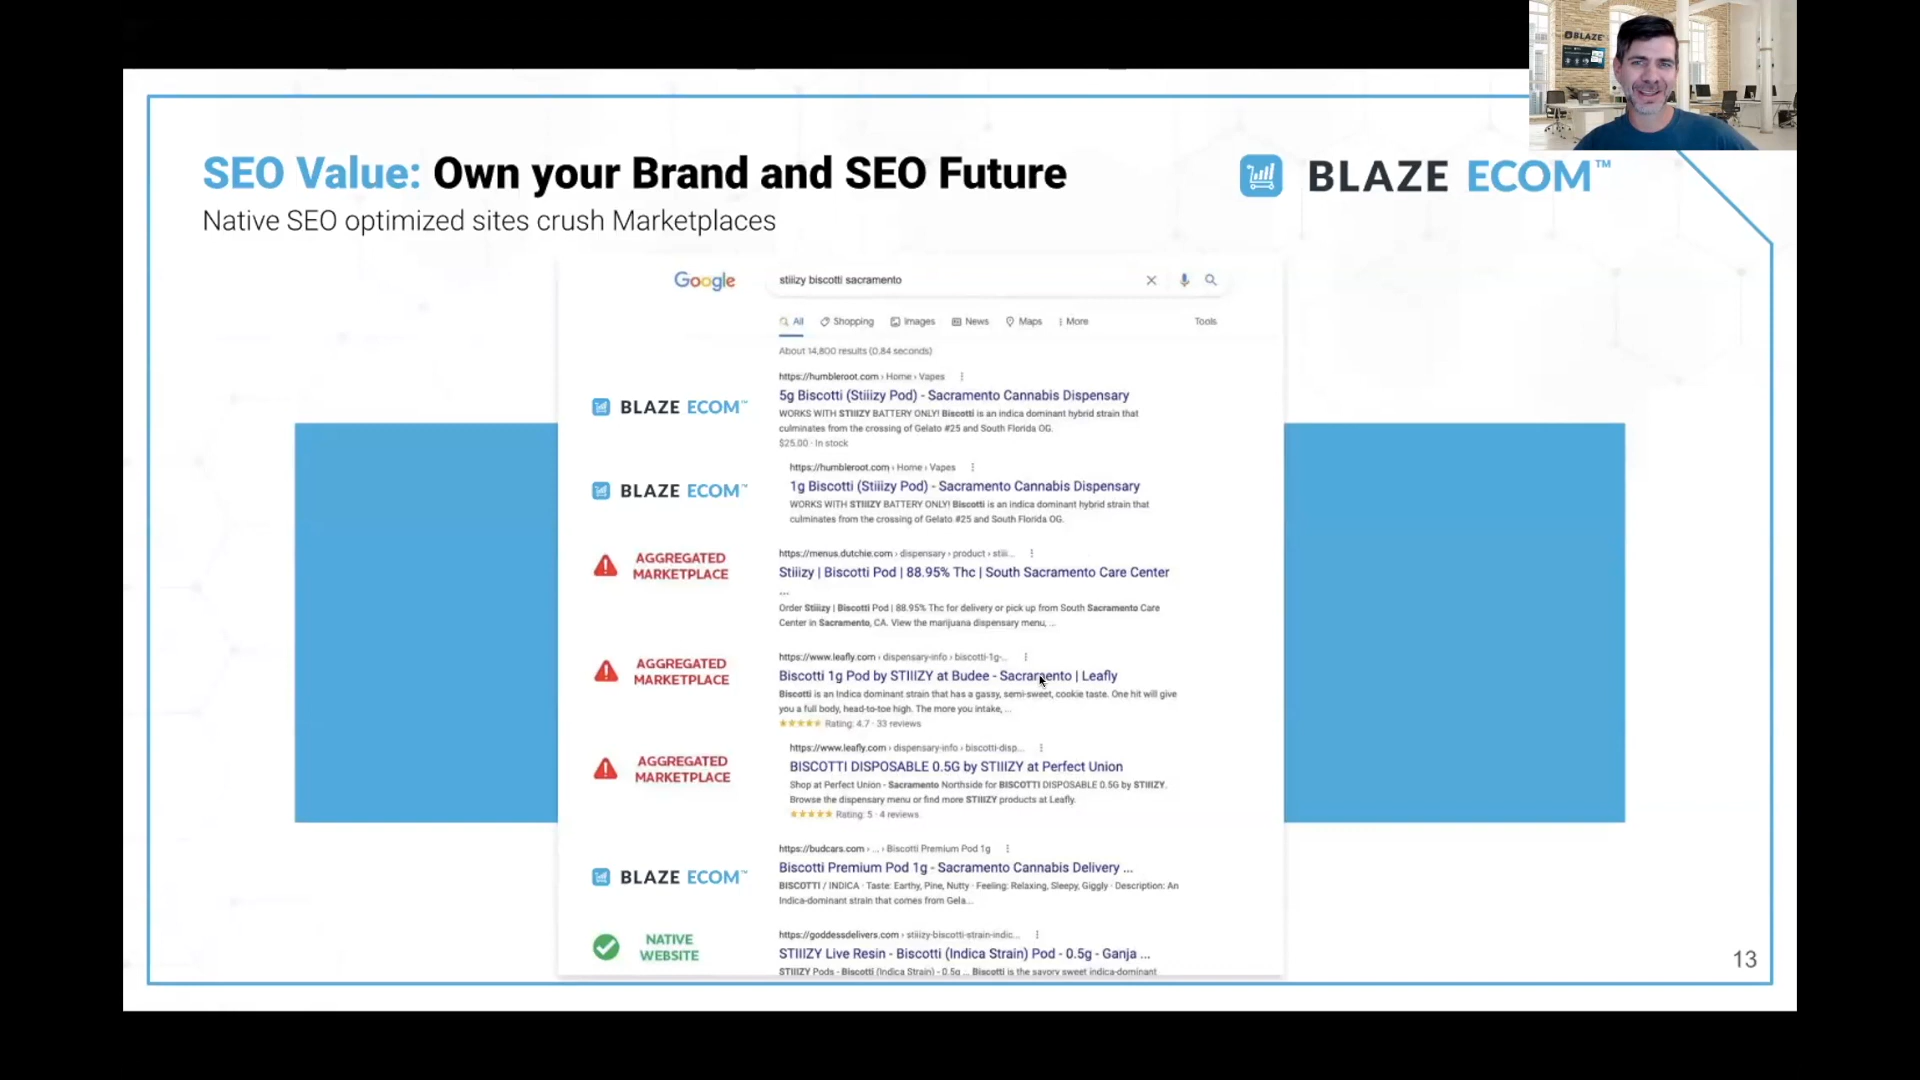 BLAZE
SEO Value: Own your Brand and SEO Future
BLAZE ECOM™
Native SEO optimized sites crush Marketplaces
Google
stiiizy biscotti sacramento
All Shopping Images News Maps More Tools
About 14,800 results (0.84 seconds)
https://humbleroot.com › Home › Vapes
BLAZE ECOM™
5g Biscotti (Stiiizy Pod) - Sacramento Cannabis Dispensary
WORKS WITH STIIIZY BATTERY ONLY! Biscotti is an indica dominant hybrid strain that
culminates from the crossing of Gelato #25 and South Florida OG.
$25.00 · In stock
https://humbleroot.com › Home › Vapes
BLAZE ECOM™
1g Biscotti (Stiiizy Pod) - Sacramento Cannabis Dispensary
WORKS WITH STIIIZY BATTERY ONLY! Biscotti is an indica dominant hybrid strain that
culminates from the crossing of Gelato #25 and South Florida OG.
AGGREGATED
MARKETPLACE
https://menus.dutchie.com › dispensary › product › stiii...
Stiiizy | Biscotti Pod | 88.95% Thc | South Sacramento Care Center
...
Order Stiiizy | Biscotti Pod | 88.95% Thc for delivery or pick up from South Sacramento Care
Center in Sacramento, CA. View the marijuana dispensary menu, ...
AGGREGATED
MARKETPLACE
https://www.leafly.com › dispensary-info › biscotti-1g-...
Biscotti 1g Pod by STIIIZY at Budee - Sacramento | Leafly
Biscotti is an Indica dominant strain that has a gassy, semi-sweet, cookie taste. One hit will give
you a full body, head-to-toe high. The more you intake, ...
Rating: 4.7 · 33 reviews
AGGREGATED
MARKETPLACE
https://www.leafly.com › dispensary-info › biscotti-disp...
BISCOTTI DISPOSABLE 0.5G by STIIIZY at Perfect Union
Shop at Perfect Union - Sacramento Northside for BISCOTTI DISPOSABLE 0.5G by STIIIZY.
Browse the dispensary menu or find more STIIIZY products at Leafly.
Rating: 5 · 4 reviews
https://budcars.com › ... › Biscotti Premium Pod 1g
BLAZE ECOM™
Biscotti Premium Pod 1g - Sacramento Cannabis Delivery ...
BISCOTTI / INDICA · Taste: Earthy, Pine, Nutty · Feeling: Relaxing, Sleepy, Giggly · Description: An
Indica-dominant strain that comes from Gela...
NATIVE
WEBSITE
https://goddessdelivers.com › stiiizy-biscotti-strain-indic...
STIIIZY Live Resin - Biscotti (Indica Strain) Pod - 0.5g - Ganja ...
STIIIZY Pods - Biscotti (Indica Strain) - 0.5g ... Biscotti is the savory sweet indica-dominant
13